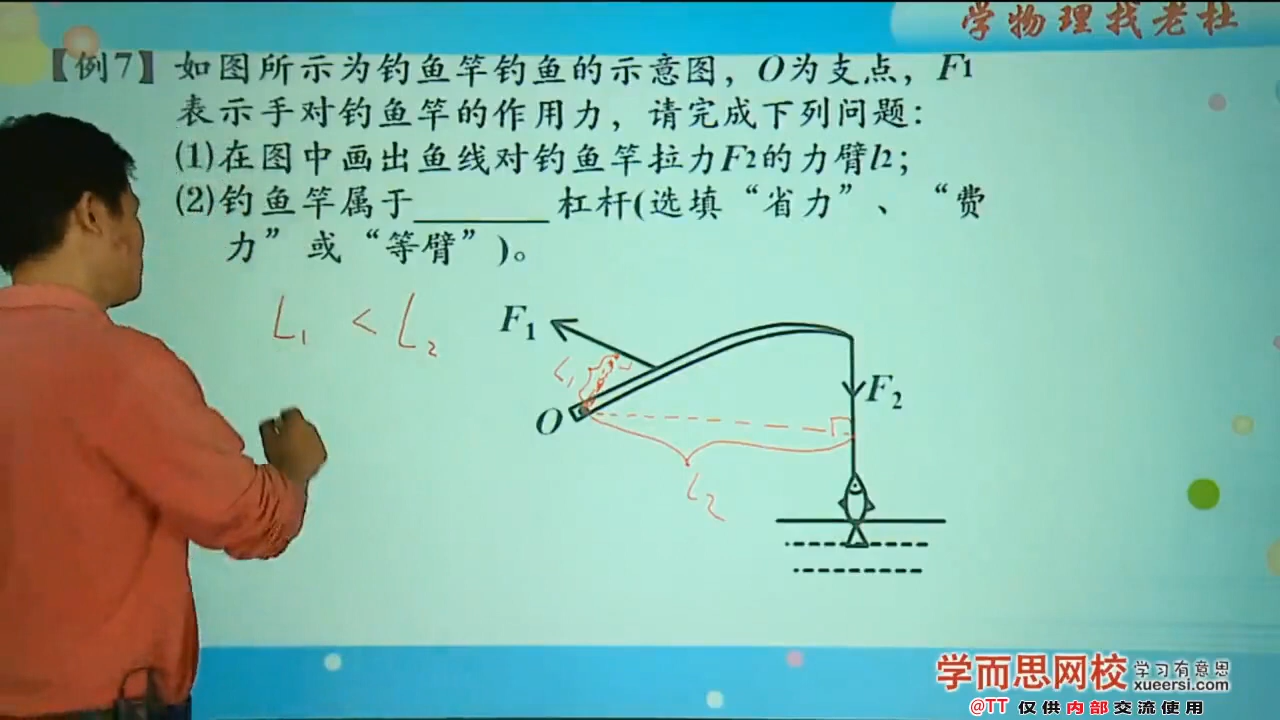 学物理找老杜
【例7】如图所示为钓鱼竿钓鱼的示意图，O为支点，F1
表示手对钓鱼竿的作用力，请完成下列问题：
(1)在图中画出鱼线对钓鱼竿拉力F2的力臂l2；
(2)钓鱼竿属于________杠杆(选填“省力”、“费
力”或“等臂”)。
L1 < L2
F1
L1
F2
O
L2
学而思网校 学习有意思
xueersi.com
@TT 仅供内部交流使用